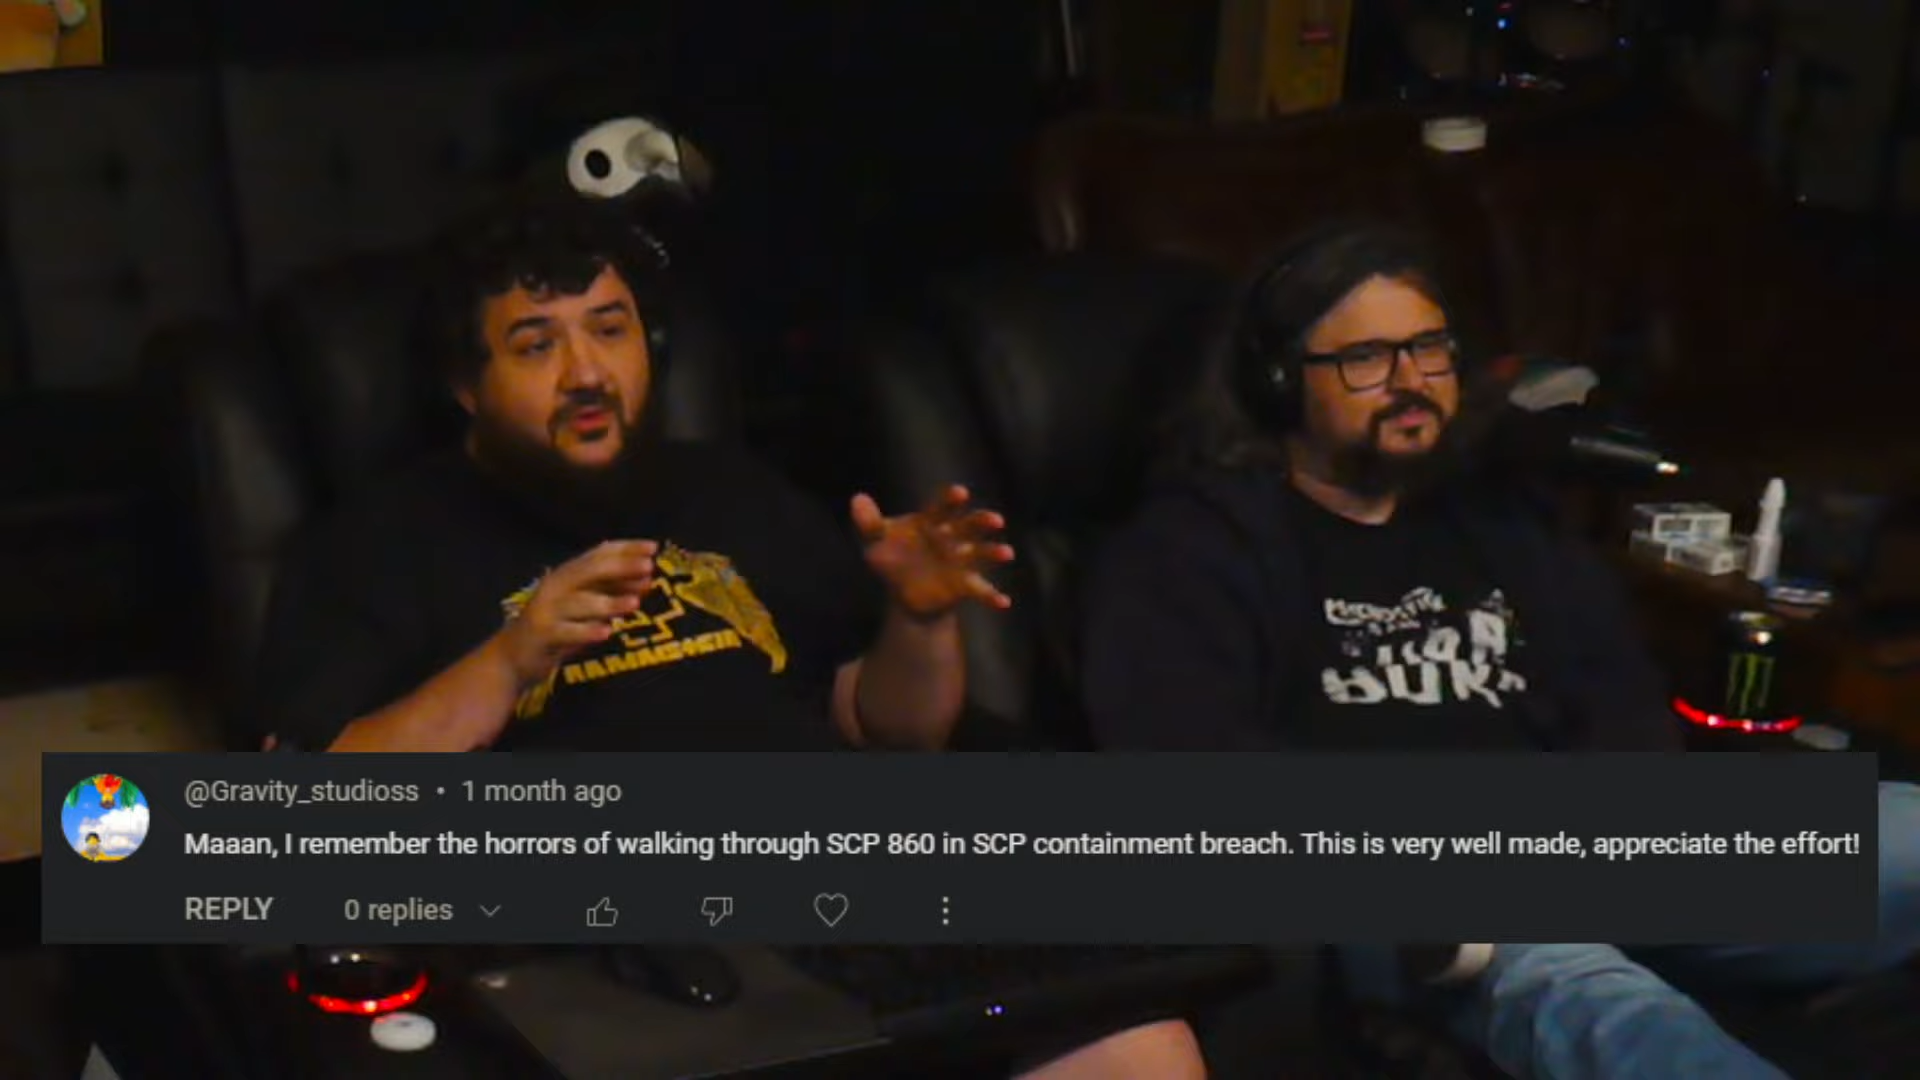 RAMMSTEIN
@Gravity_studioss • 1 month ago
Maaan, I remember the horrors of walking through SCP 860 in SCP containment breach. This is very well made, appreciate the effort!
REPLY 0 replies